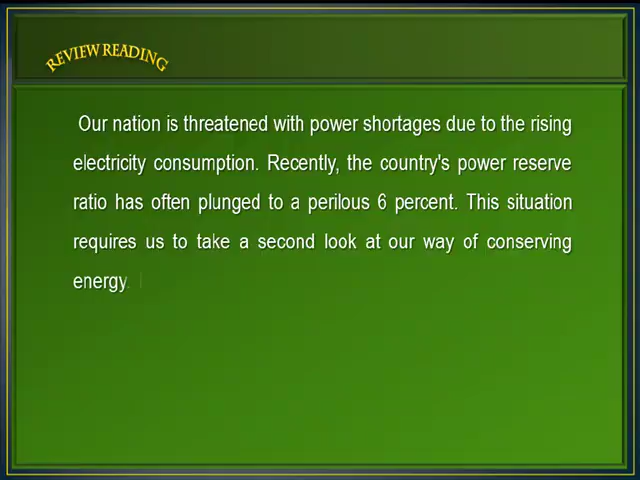 REVIEW READING
Our nation is threatened with power shortages due to the rising
electricity consumption. Recently, the country's power reserve
ratio has often plunged to a perilous 6 percent. This situation
requires us to take a second look at our way of conserving
energy.